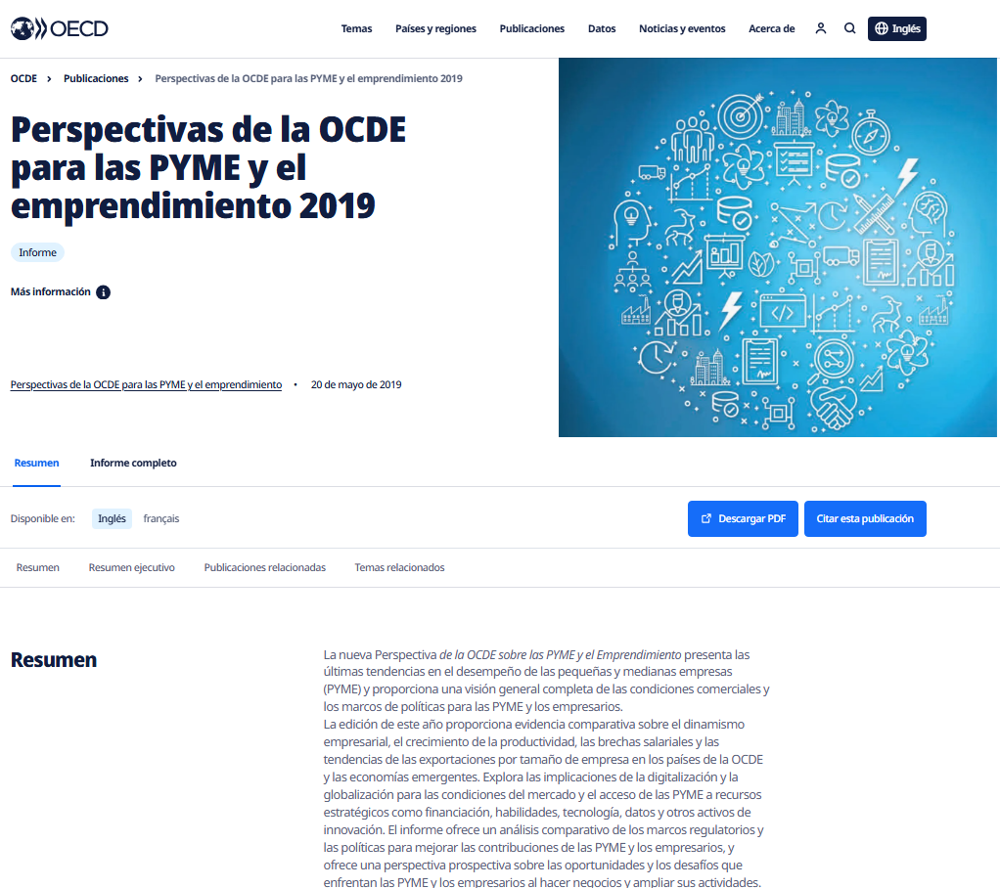 OECD
Temas Países y regiones Publicaciones Datos Noticias y eventos Acerca de Inglés
OCDE > Publicaciones > Perspectivas de la OCDE para las PYME y el emprendimiento 2019
Perspectivas de la OCDE
para las PYME y el
emprendimiento 2019
Informe
Más información i
Perspectivas de la OCDE para las PYME y el emprendimiento • 20 de mayo de 2019
Resumen Informe completo
Disponible en: Inglés français Descargar PDF Citar esta publicación
Resumen Resumen ejecutivo Publicaciones relacionadas Temas relacionados
Resumen
La nueva Perspectiva de la OCDE sobre las PYME y el Emprendimiento presenta las
últimas tendencias en el desempeño de las pequeñas y medianas empresas
(PYME) y proporciona una visión general completa de las condiciones comerciales y
los marcos de políticas para las PYME y los empresarios.
La edición de este año proporciona evidencia comparativa sobre el dinamismo
empresarial, el crecimiento de la productividad, las brechas salariales y las
tendencias de las exportaciones por tamaño de empresa en los países de la OCDE
y las economías emergentes. Explora las implicaciones de la digitalización y la
globalización para las condiciones del mercado y el acceso de las PYME a recursos
estratégicos como financiación, habilidades, tecnología, datos y otros activos de
innovación. El informe ofrece un análisis comparativo de los marcos regulatorios y
las políticas para mejorar las contribuciones de las PYME y los empresarios, y
ofrece una perspectiva prospectiva sobre las oportunidades y los desafíos que
enfrentan las PYME y los empresarios al hacer negocios y ampliar sus actividades.